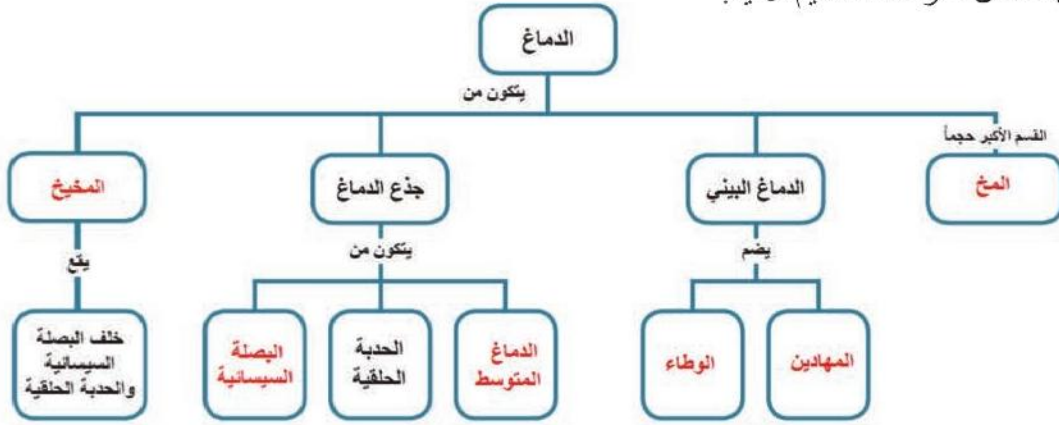 الدماغ
يتكون من
القسم الأكبر حجماً
المخ
الدماغ البيني
جذع الدماغ
المخيخ
يضم
يتكون من
يقع
المهادين
الوطاء
الدماغ
المتوسط
الحدبة
الحلقية
البصلة
السيسائية
خلف البصلة
السيسائية
والحدبة الحلقية